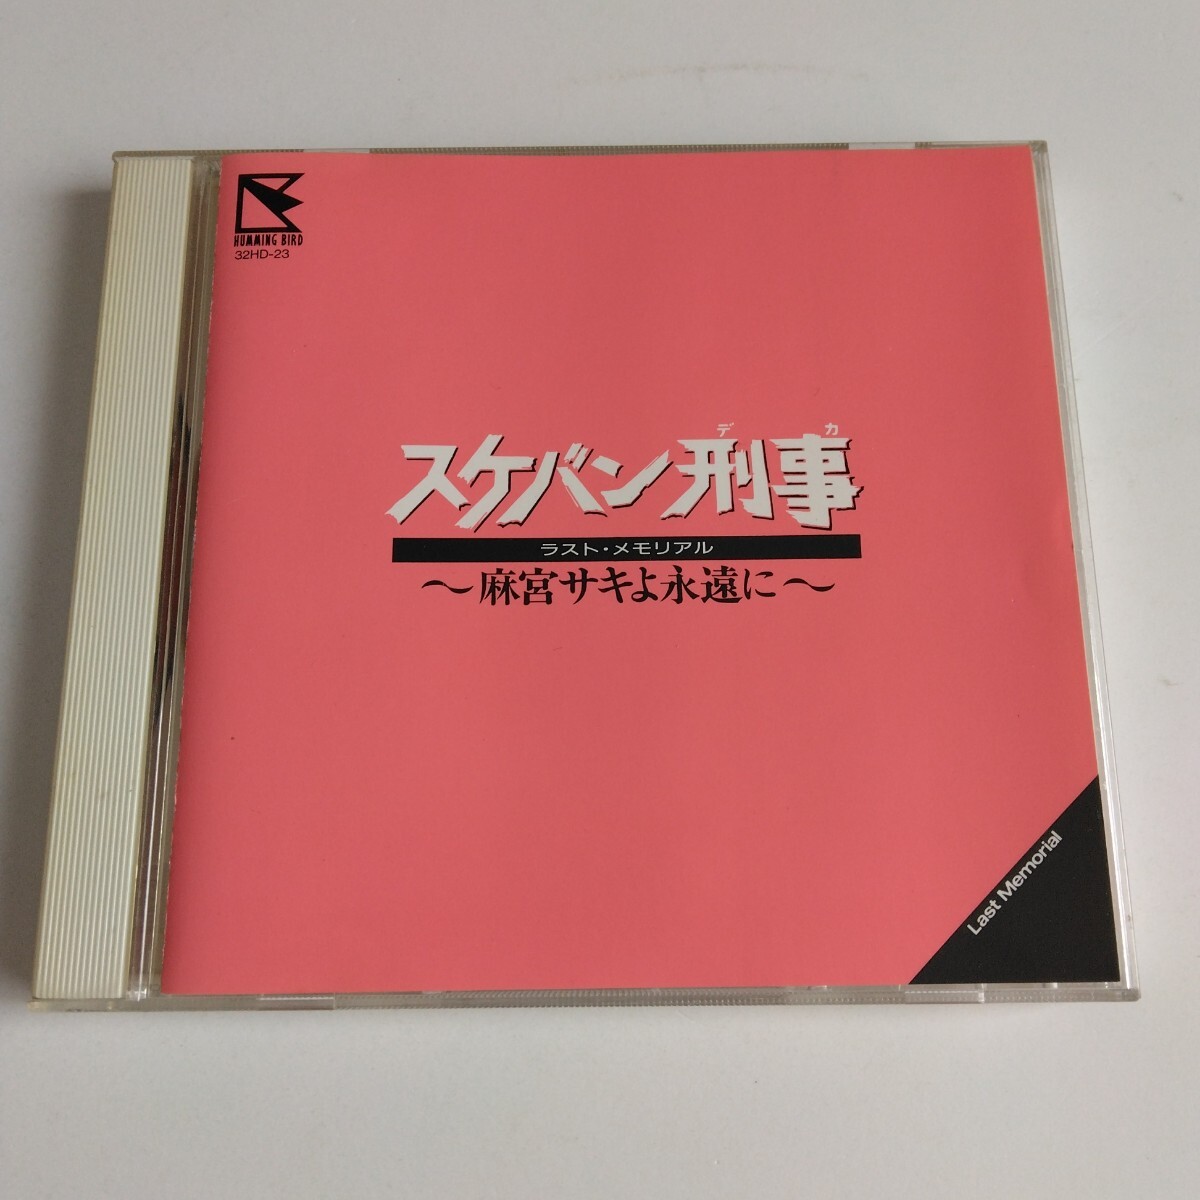 HUMMING BIRD
32HD-23
デカ
スケバン刑事
ラスト・メモリアル
〜麻宮サキよ永遠に〜
Last Memorial